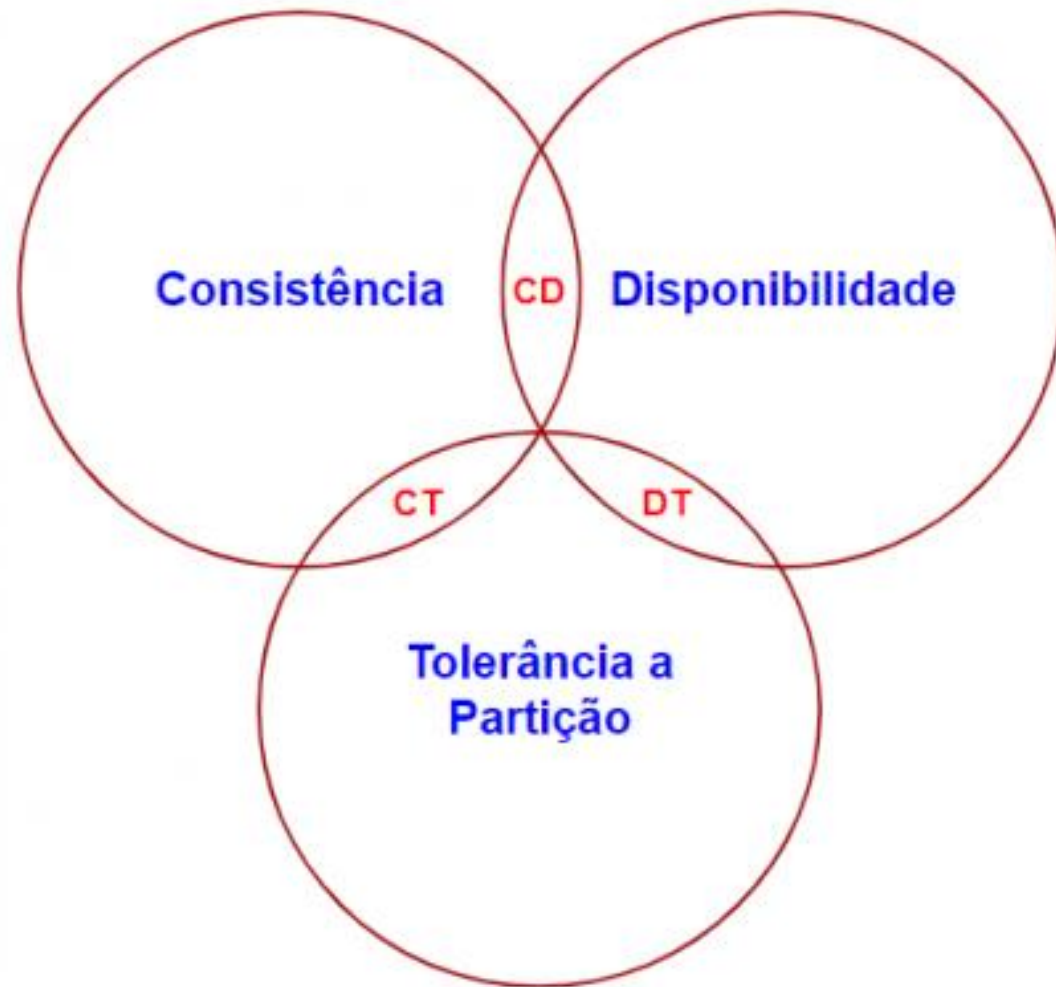 Consistência
CD
Disponibilidade
CT
DT
Tolerância a
Partição